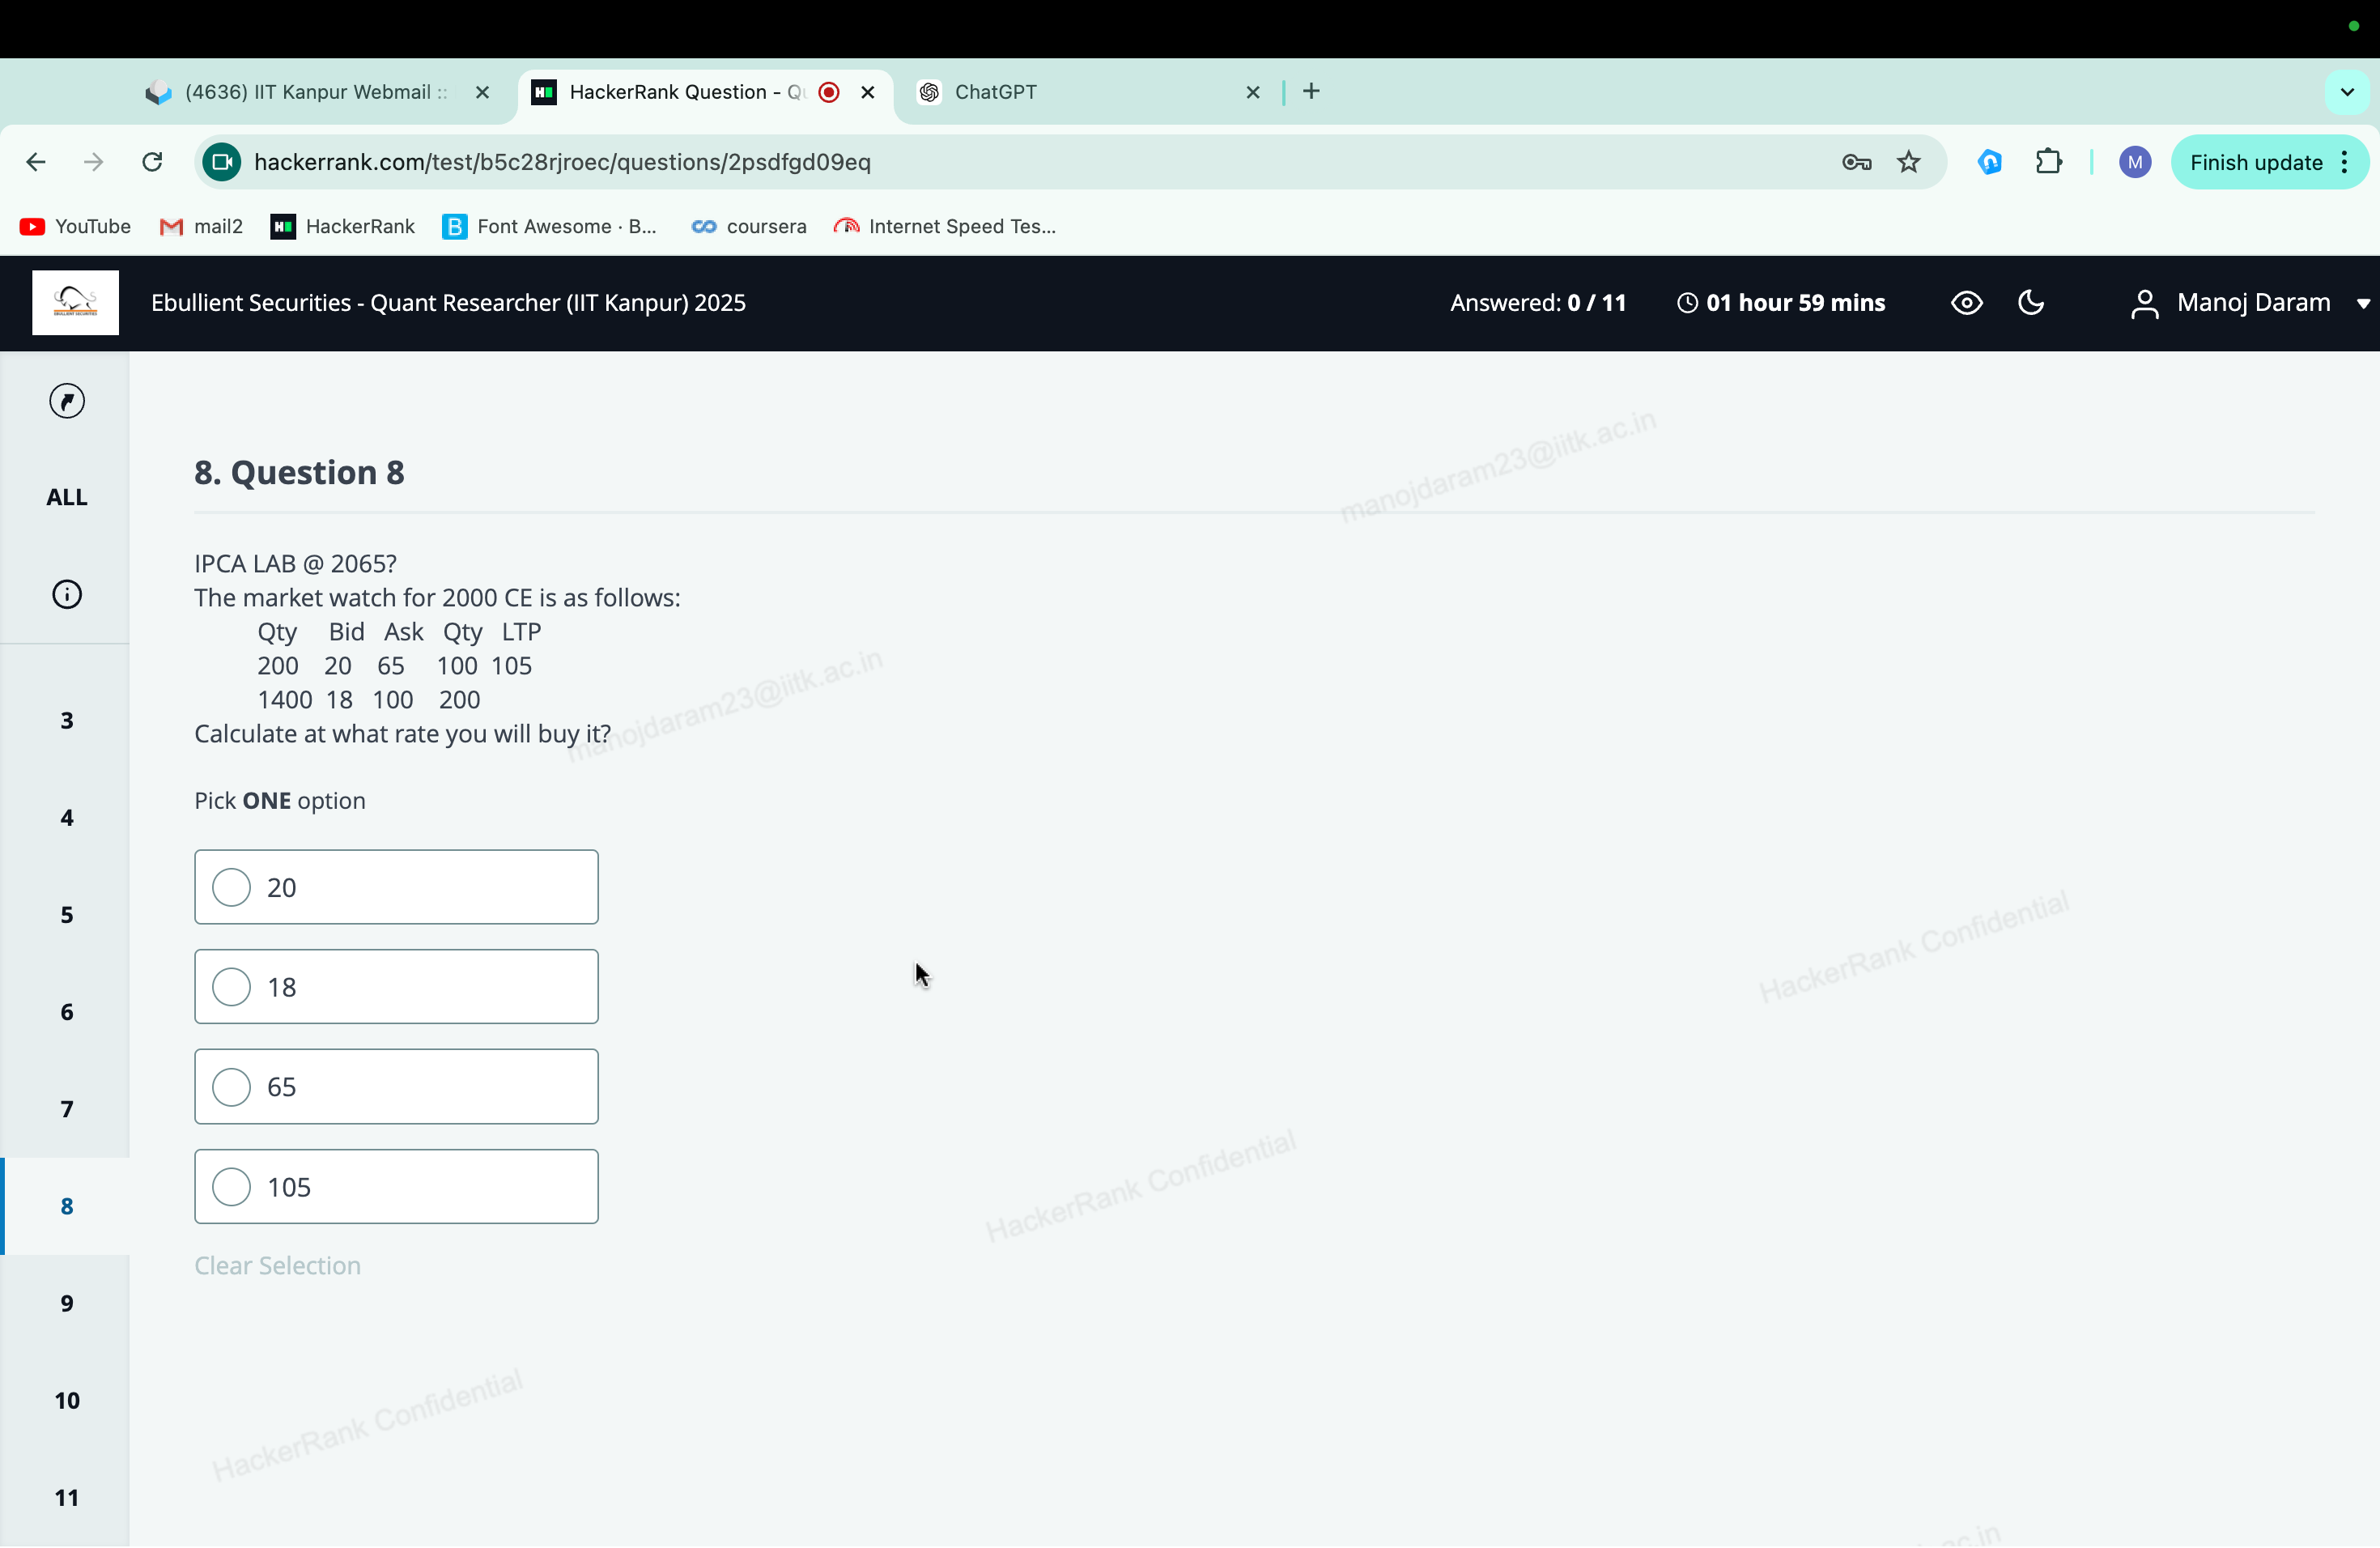 (4636) IIT Kanpur Webmail ::
HackerRank Question - Qu
ChatGPT
hackerrank.com/test/b5c28rjroec/questions/2psdfgd09eq
M
Finish update
YouTube
mail2
HackerRank
Font Awesome · B...
coursera
Internet Speed Tes...
Ebullient Securities - Quant Researcher (IIT Kanpur) 2025
Answered: 0 / 11
01 hour 59 mins
Manoj Daram
ALL
3
4
5
6
7
8
9
10
11
8. Question 8
IPCA LAB @ 2065?
The market watch for 2000 CE is as follows:
Qty Bid Ask Qty LTP
200 20 65 100 105
1400 18 100 200
Calculate at what rate you will buy it?
Pick ONE option
20
18
65
105
Clear Selection
manojdaram23@iitk.ac.in
manojdaram23@iitk.ac.in
HackerRank Confidential
HackerRank Confidential
HackerRank Confidential